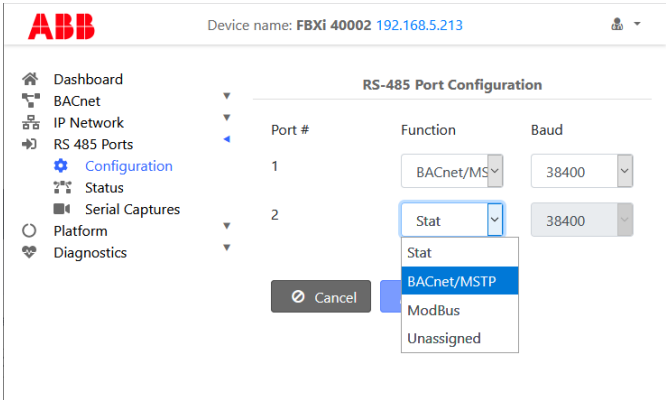 ABB
Device name: FBXi 40002 192.168.5.213
Dashboard
BACnet
IP Network
RS 485 Ports
Configuration
Status
Serial Captures
Platform
Diagnostics
RS-485 Port Configuration
Port # Function Baud
1 BACnet/MS 38400
2 Stat 38400
Stat
BACnet/MSTP
ModBus
Unassigned
Cancel